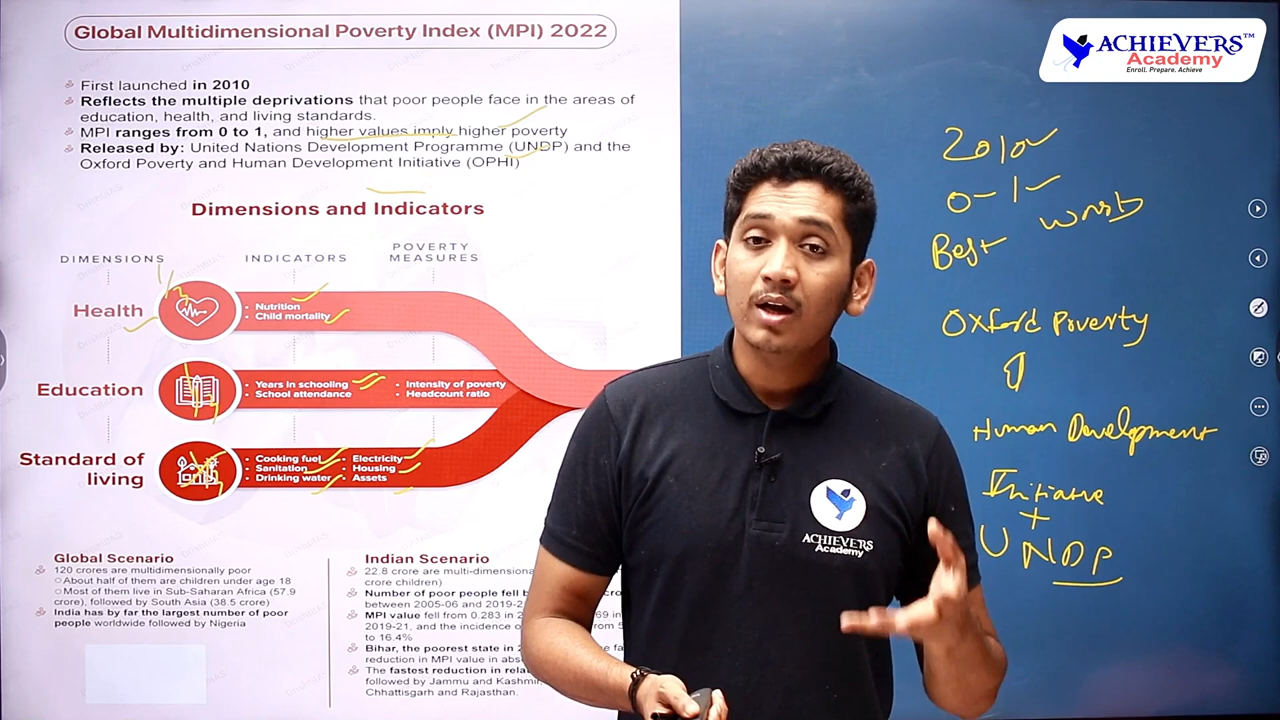 Global Multidimensional Poverty Index (MPI) 2022
First launched in 2010
Reflects the multiple deprivations that poor people face in the areas of
education, health, and living standards.
MPI ranges from 0 to 1, and higher values imply higher poverty
Released by: United Nations Development Programme (UNDP) and the
Oxford Poverty and Human Development Initiative (OPHI)
Dimensions and Indicators
DIMENSIONS
INDICATORS
POVERTY
MEASURES
Health
Nutrition
Child mortality
Education
Years in schooling
School attendance
Intensity of poverty
Headcount ratio
Standard of
living
Cooking fuel
Sanitation
Drinking water
Electricity
Housing
Assets
Global Scenario
120 crores are multidimensionally poor
About half of them are children under age 18
Most of them live in Sub-Saharan Africa (57.9
crore), followed by South Asia (38.5 crore)
India has by far the largest number of poor
people worldwide followed by Nigeria
Indian Scenario
22.8 crore are multi-dimensiona
crore children)
Number of poor people fell b cro
between 2005-06 and 2019-2
MPI value fell from 0.283 in 2 69 in
2019-21, and the incidence o from 5
to 16.4%
Bihar, the poorest state in 2 e fa
reduction in MPI value in abs
The fastest reduction in rela
followed by Jammu and Kashmir,
Chhattisgarh and Rajasthan.
ACHIEVERS™
Academy
Enroll. Prepare. Achieve
2010
0 - 1
Best worst
Oxford Poverty
Human Development
Initiative
+
UNDP
ACHIEVERS
Academy